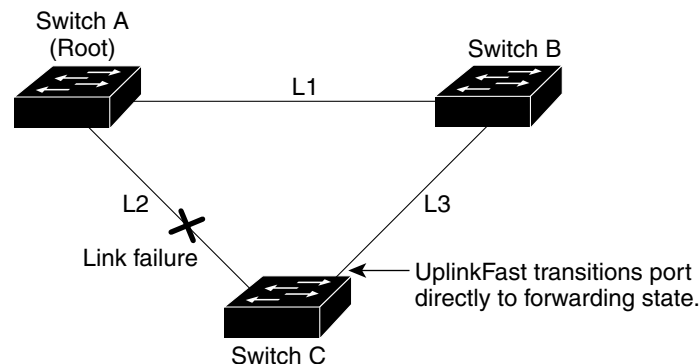 Switch A
(Root)
Switch B
L1
L2
L3
Link failure
UplinkFast transitions port
directly to forwarding state.
Switch C